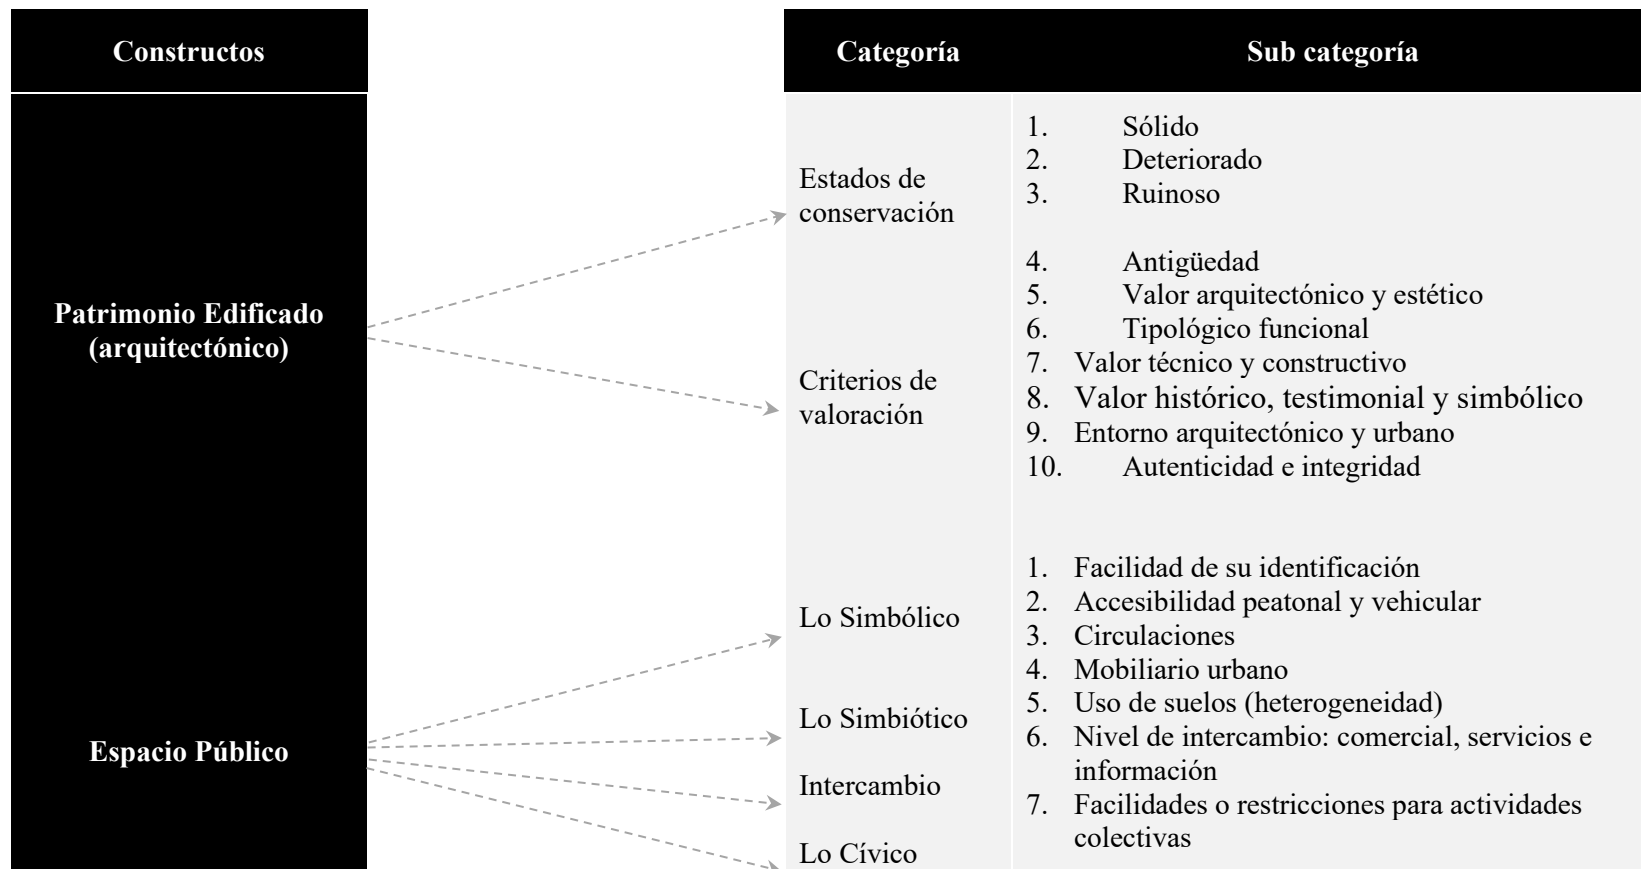 Constructos
Categoría
Sub categoría
Patrimonio Edificado
(arquitectónico)
Estados de
conservación
1. Sólido
2. Deteriorado
3. Ruinoso
Criterios de
valoración
4. Antigüedad
5. Valor arquitectónico y estético
6. Tipológico funcional
7. Valor técnico y constructivo
8. Valor histórico, testimonial y simbólico
9. Entorno arquitectónico y urbano
10. Autenticidad e integridad
Espacio Público
Lo Simbólico
Lo Simbiótico
Intercambio
Lo Cívico
1. Facilidad de su identificación
2. Accesibilidad peatonal y vehicular
3. Circulaciones
4. Mobiliario urbano
5. Uso de suelos (heterogeneidad)
6. Nivel de intercambio: comercial, servicios e
información
7. Facilidades o restricciones para actividades
colectivas